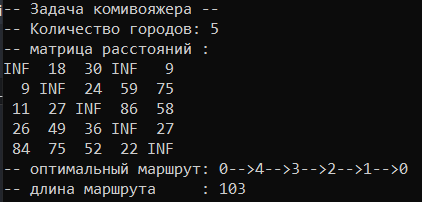 -- Задача комивояжера --
-- Количество городов: 5
-- матрица расстояний :
INF 18 30 INF 9
9 INF 24 59 75
11 27 INF 86 58
26 49 36 INF 27
84 75 52 22 INF
-- оптимальный маршрут: 0-->4-->3-->2-->1-->0
-- длина маршрута : 103